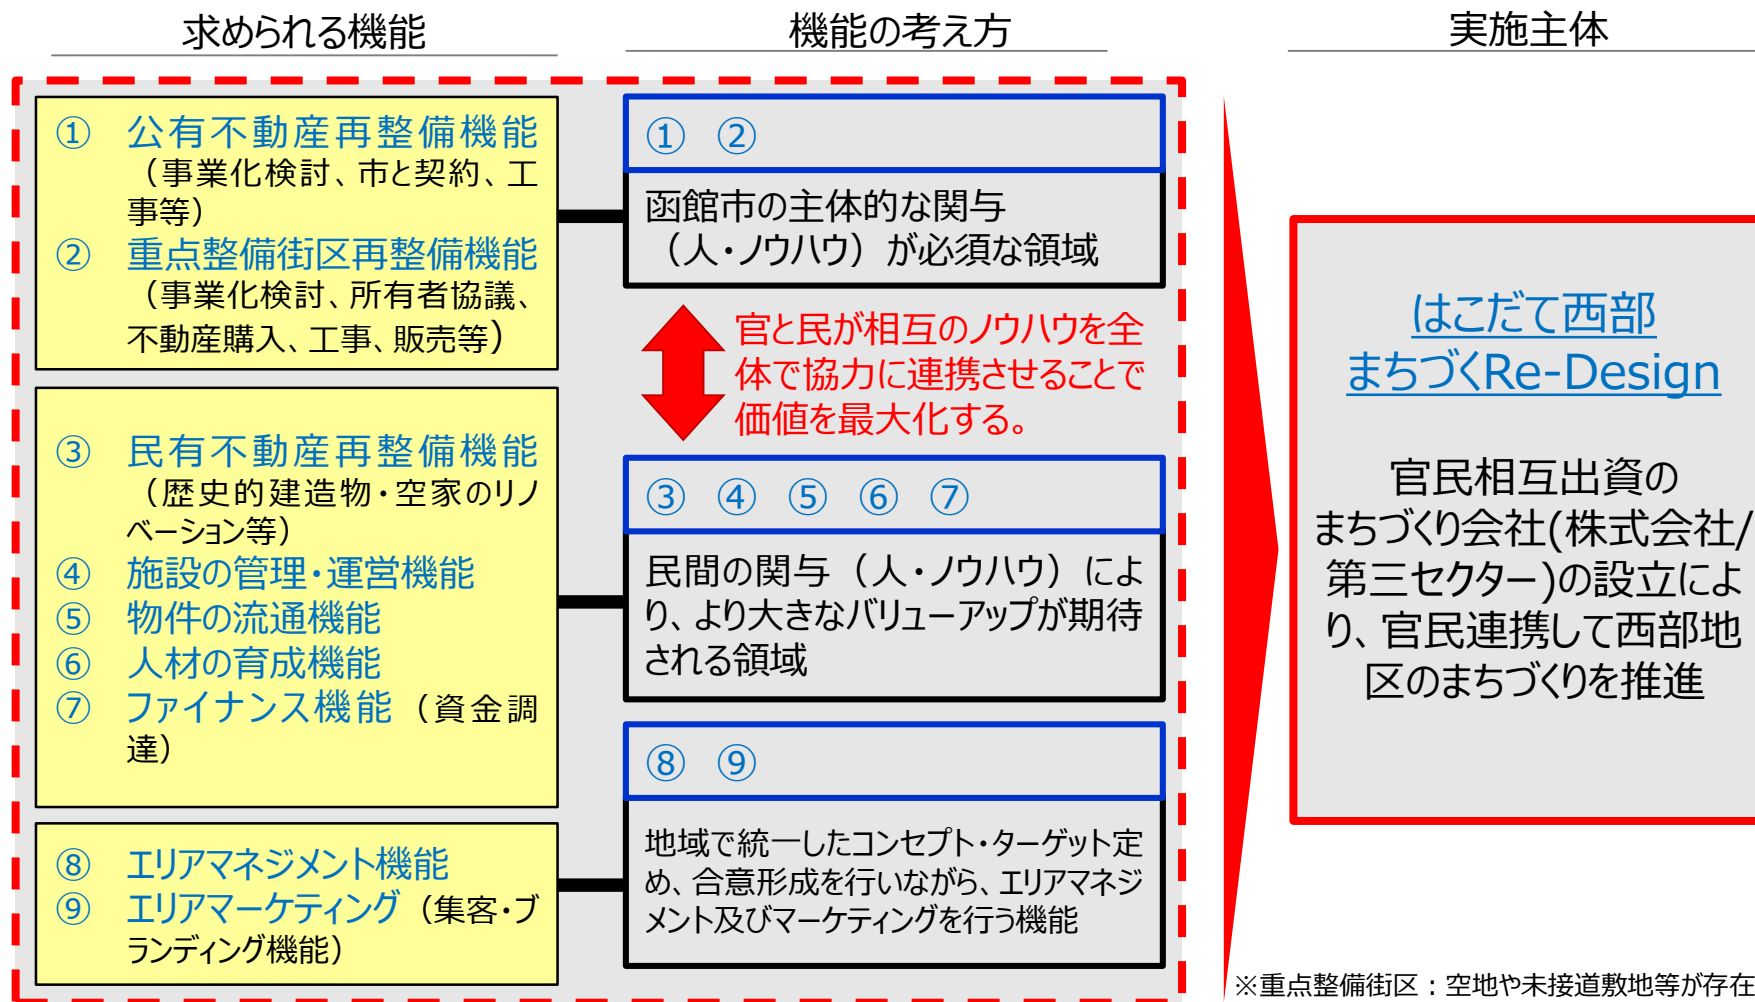 求められる機能
① 公有不動産再整備機能
（事業化検討、市と契約、工
事等）
② 重点整備街区再整備機能
（事業化検討、所有者協議、
不動産購入、工事、販売等）
③ 民有不動産再整備機能
（歴史的建造物・空家のリノ
ベーション等）
④ 施設の管理・運営機能
⑤ 物件の流通機能
⑥ 人材の育成機能
⑦ ファイナンス機能（資金調
達）
⑧ エリアマネジメント機能
⑨ エリアマーケティング（集客・ブ
ランディング機能）
機能の考え方
① ②
函館市の主体的な関与
（人・ノウハウ）が必須な領域
官と民が相互のノウハウを全
体で協力に連携させることで
価値を最大化する。
③ ④ ⑤ ⑥ ⑦
民間の関与（人・ノウハウ）によ
り、より大きなバリューアップが期待
される領域
⑧ ⑨
地域で統一したコンセプト・ターゲット定
め、合意形成を行いながら、エリアマネジ
メント及びマーケティングを行う機能
実施主体
はこだて西部
まちづくRe-Design
官民相互出資の
まちづくり会社(株式会社/
第三セクター)の設立によ
り、官民連携して西部地
区のまちづくりを推進
※重点整備街区：空地や未接道敷地等が存在